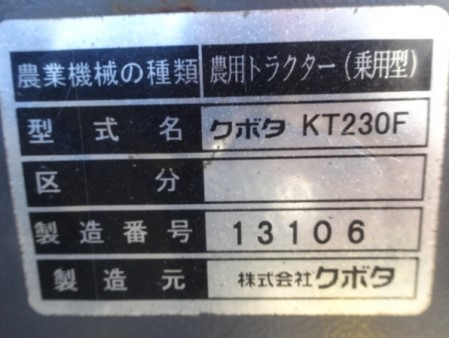 農業機械の種類 農用トラクター(乗用型)
型式名 クボタ KT230F
区分
製造番号 13106
製造元 株式会社クボタ